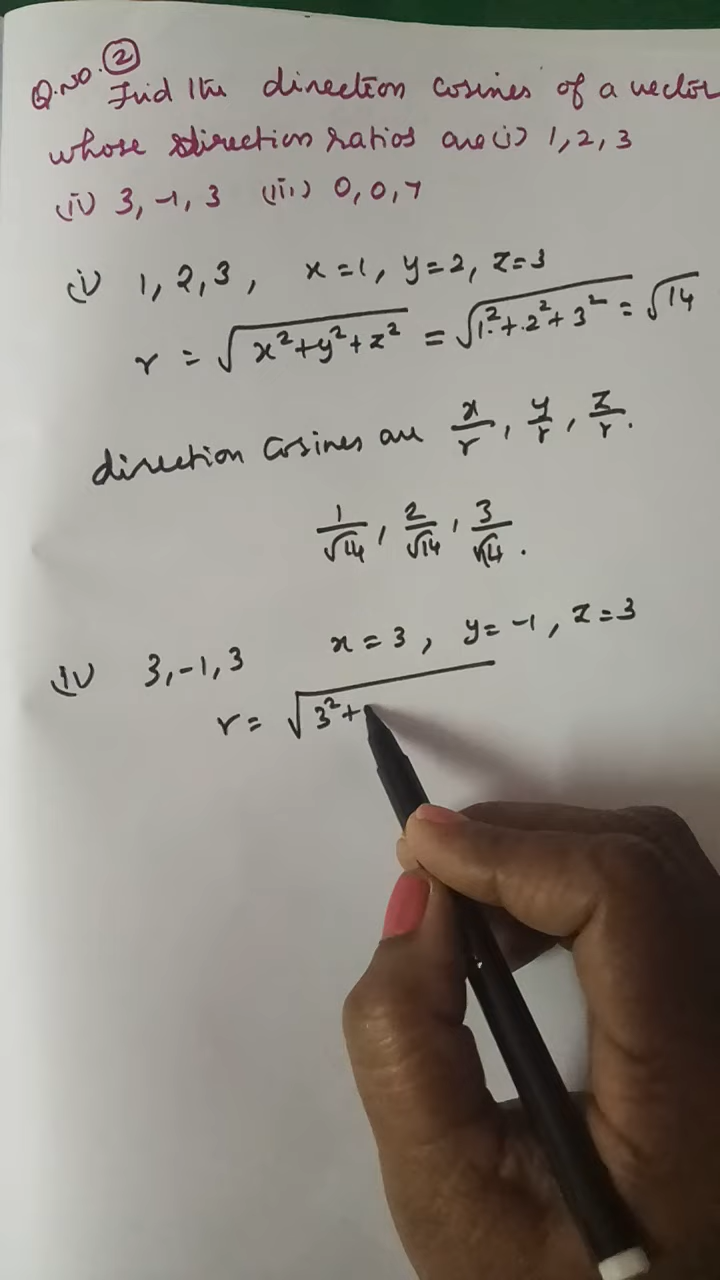 Q.NO. 2
Find the direction cosines of a vector
whose direction ratios are (i) 1, 2, 3
(ii) 3, -1, 3 (iii) 0, 0, 7
(i) 1, 2, 3, x = 1, y = 2, z = 3
r = √(x² + y² + z²) = √(1² + 2² + 3²) = √14
direction cosines are x/r, y/r, z/r.
1/√14, 2/√14, 3/√14.
(ii) 3, -1, 3 x = 3, y = -1, z = 3
r = √(3² +